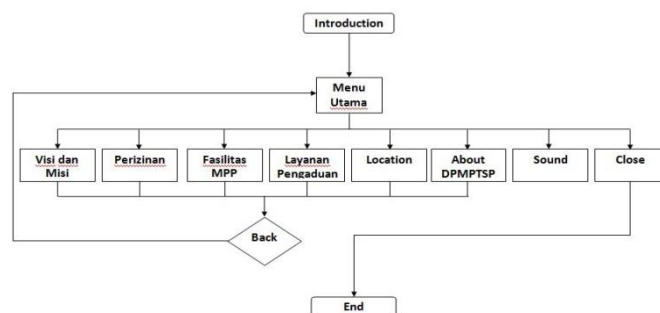 Introduction
Menu
Utama
Visi dan
Misi
Perizinan
Fasilitas
MPP
Layanan
Pengaduan
Location
About
DPMPTSP
Sound
Close
Back
End